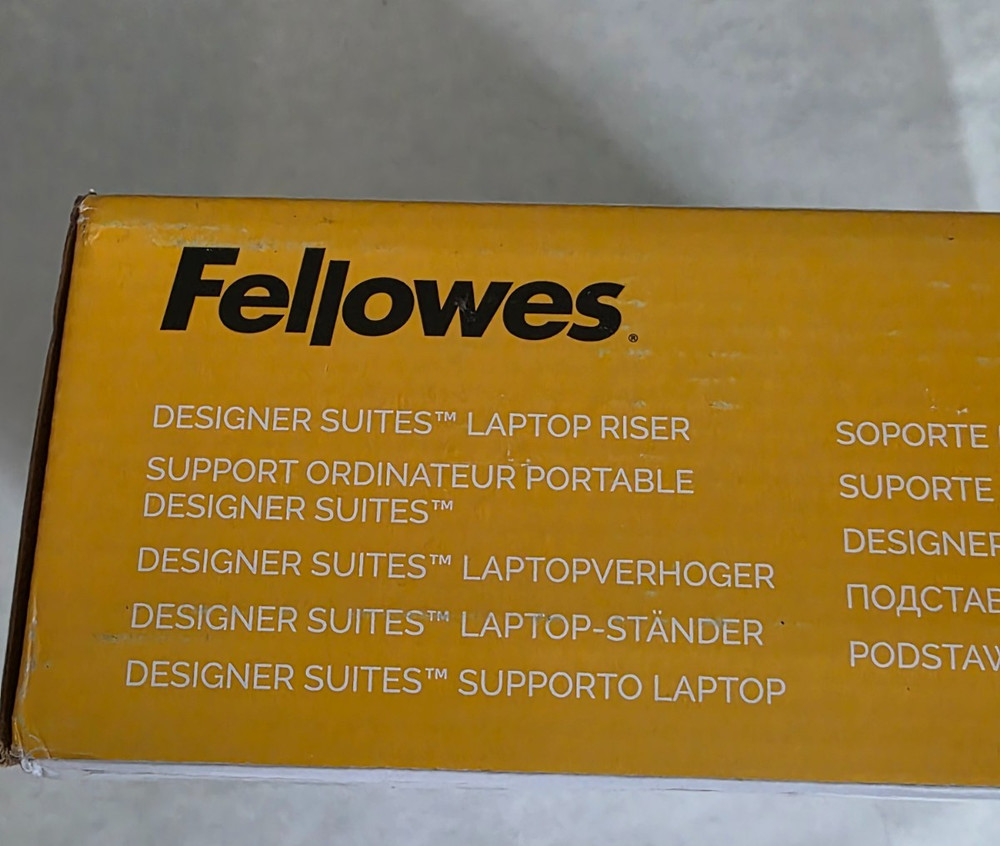 Fellowes®
DESIGNER SUITES™ LAPTOP RISER
SUPPORT ORDINATEUR PORTABLE
DESIGNER SUITES™
DESIGNER SUITES™ LAPTOPVERHOGER
DESIGNER SUITES™ LAPTOP-STÄNDER
DESIGNER SUITES™ SUPPORTO LAPTOP
SOPORTE
SUPORTE
DESIGNER